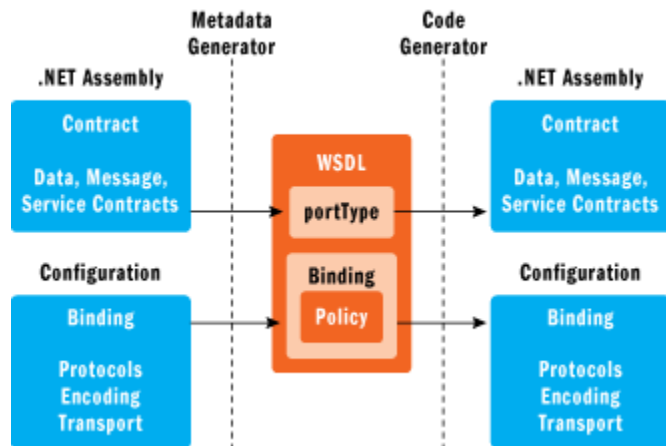 Metadata
Generator
Code
Generator
.NET Assembly
Contract
Data, Message,
Service Contracts
Configuration
Binding
Protocols
Encoding
Transport
WSDL
portType
Binding
Policy
.NET Assembly
Contract
Data, Message,
Service Contracts
Configuration
Binding
Protocols
Encoding
Transport